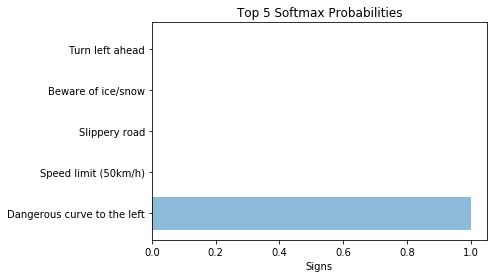 Top 5 Softmax Probabilities
Turn left ahead
Beware of ice/snow
Slippery road
Speed limit (50km/h)
Dangerous curve to the left
0.0 0.2 0.4 0.6 0.8 1.0
Signs